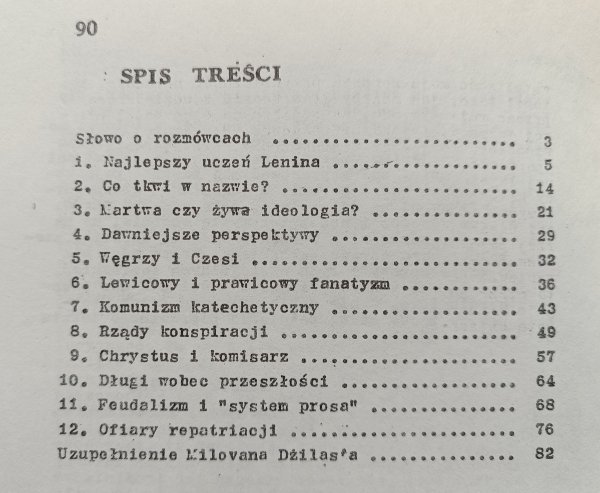 90
SPIS TREŚCI
Słowo o rozmówcach ......................... 3
1. Najlepszy uczeń Lenina ................... 5
2. Co tkwi w nazwie? ........................ 14
3. Martwa czy żywa ideologia? ............... 21
4. Dawniejsze perspektywy ................... 29
5. Węgrzy i Czesi ........................... 32
6. Lewicowy i prawicowy fanatyzm ............. 36
7. Komunizm katechetyczny ................... 43
8. Rządy konspiracji ........................ 49
9. Chrystus i komisarz ...................... 57
10. Długi wobec przeszłości .................. 64
11. Feudalizm i "system prosa" ............... 68
12. Ofiary repatriacji ....................... 76
Uzupełnienie Milovana Dżilas'a ............... 82